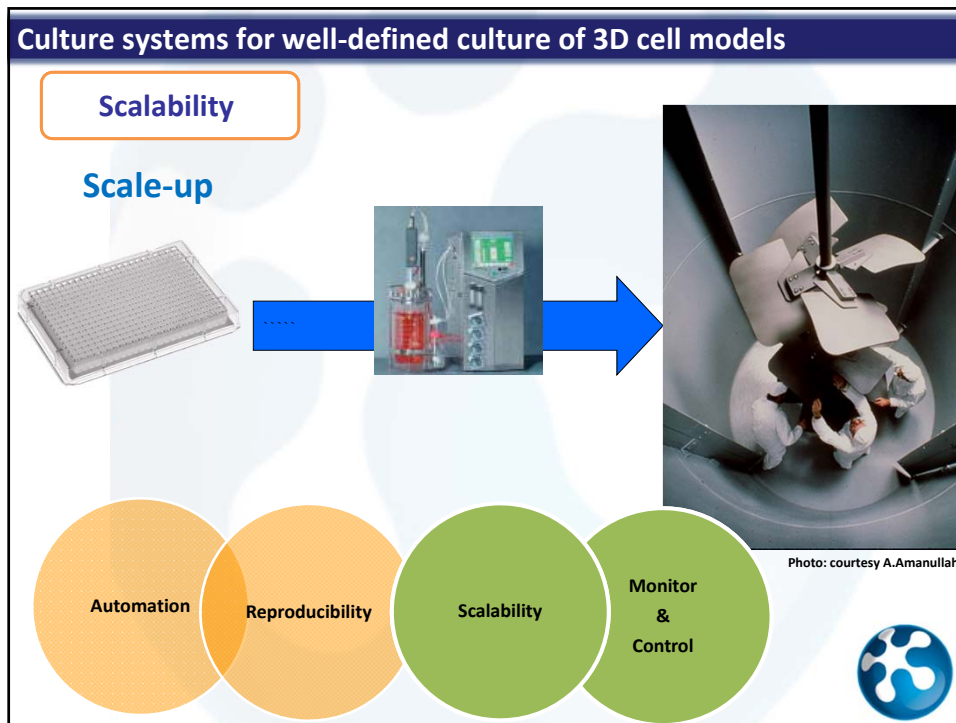 Culture systems for well-defined culture of 3D cell models
Scalability
Scale-up
Photo: courtesy A.Amanullah
Automation
Reproducibility
Scalability
Monitor
&
Control